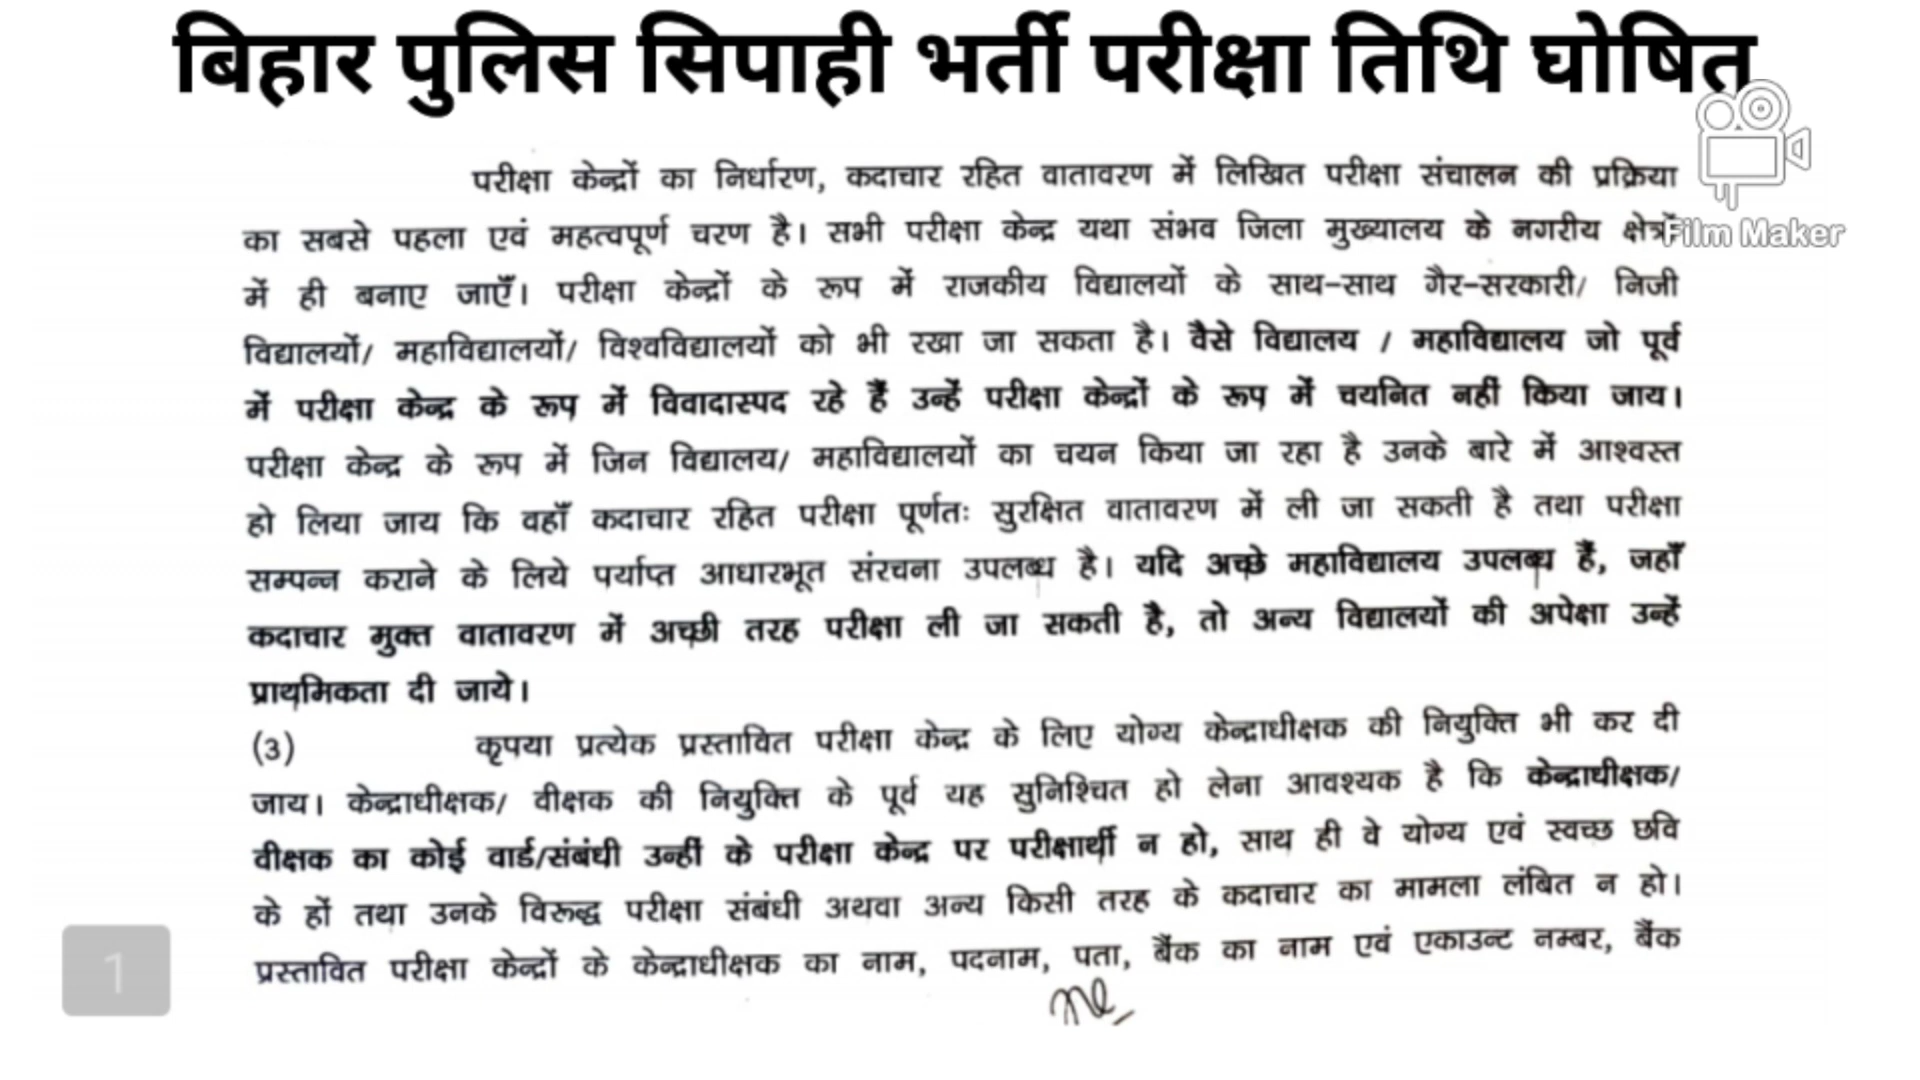 बिहार पुलिस सिपाही भर्ती परीक्षा तिथि घोषित
Film Maker
परीक्षा केन्द्रों का निर्धारण, कदाचार रहित वातावरण में लिखित परीक्षा संचालन की प्रक्रिया
का सबसे पहला एवं महत्वपूर्ण चरण है। सभी परीक्षा केन्द्र यथा संभव जिला मुख्यालय के नगरीय क्षेत्रों
में ही बनाए जाएँ। परीक्षा केन्द्रों के रूप में राजकीय विद्यालयों के साथ-साथ गैर-सरकारी/ निजी
विद्यालयों/ महाविद्यालयों/ विश्वविद्यालयों को भी रखा जा सकता है। वैसे विद्यालय / महाविद्यालय जो पूर्व
में परीक्षा केन्द्र के रूप में विवादास्पद रहे हैं उन्हें परीक्षा केन्द्रों के रूप में चयनित नहीं किया जाय।
परीक्षा केन्द्र के रूप में जिन विद्यालय/ महाविद्यालयों का चयन किया जा रहा है उनके बारे में आश्वस्त
हो लिया जाय कि वहाँ कदाचार रहित परीक्षा पूर्णतः सुरक्षित वातावरण में ली जा सकती है तथा परीक्षा
सम्पन्न कराने के लिये पर्याप्त आधारभूत संरचना उपलब्ध है। यदि अच्छे महाविद्यालय उपलब्ध हैं, जहाँ
कदाचार मुक्त वातावरण में अच्छी तरह परीक्षा ली जा सकती है, तो अन्य विद्यालयों की अपेक्षा उन्हें
प्राथमिकता दी जाये।
(3) कृपया प्रत्येक प्रस्तावित परीक्षा केन्द्र के लिए योग्य केन्द्राधीक्षक की नियुक्ति भी कर दी
जाय। केन्द्राधीक्षक/ वीक्षक की नियुक्ति के पूर्व यह सुनिश्चित हो लेना आवश्यक है कि केन्द्राधीक्षक/
वीक्षक का कोई वार्ड/संबंधी उन्हीं के परीक्षा केन्द्र पर परीक्षार्थी न हो, साथ ही वे योग्य एवं स्वच्छ छवि
के हों तथा उनके विरूद्ध परीक्षा संबंधी अथवा अन्य किसी तरह के कदाचार का मामला लंबित न हो।
प्रस्तावित परीक्षा केन्द्रों के केन्द्राधीक्षक का नाम, पदनाम, पता, बैंक का नाम एवं एकाउन्ट नम्बर, बैंक
1